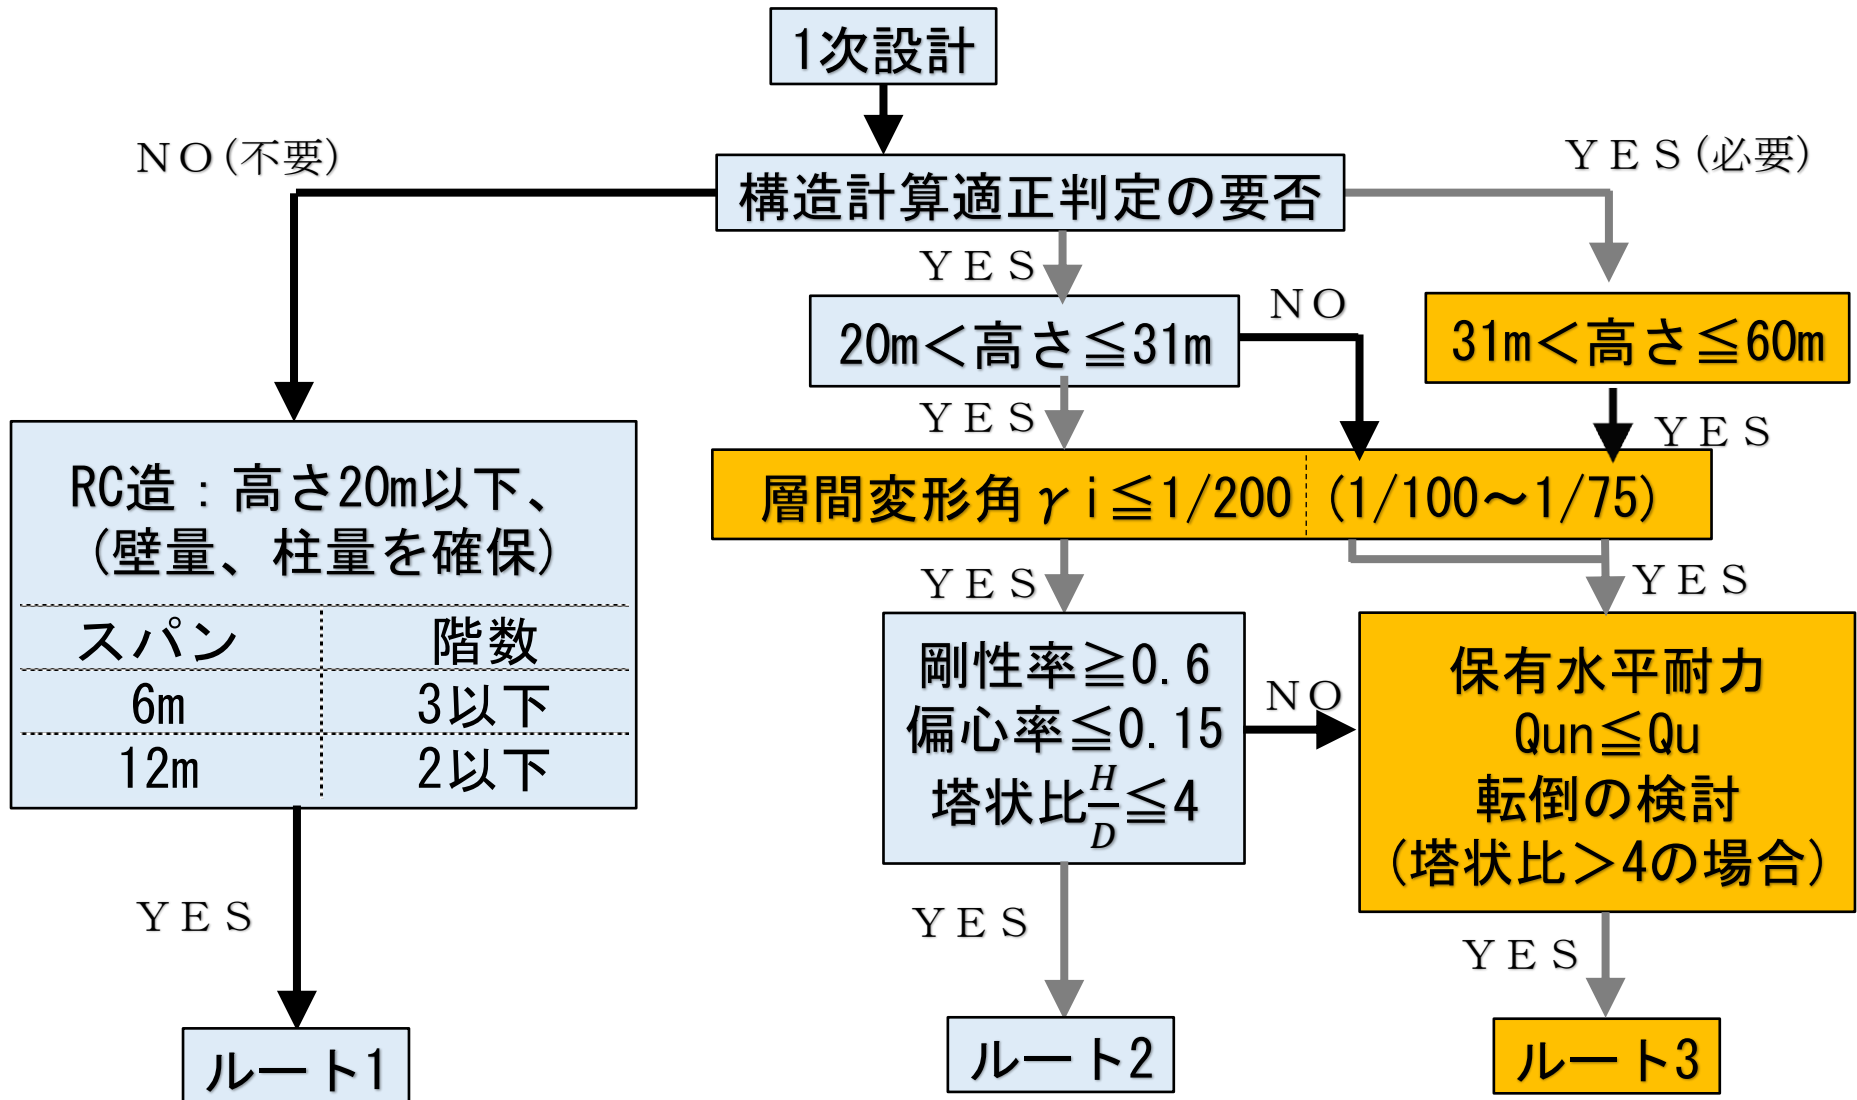 1次設計
NO(不要)
YES(必要)
構造計算適正判定の要否
YES
NO
20m<高さ≦31m
31m<高さ≦60m
YES
YES
層間変形角γi≦1/200 (1/100~1/75)
RC造:高さ20m以下、
(壁量、柱量を確保)
スパン 階数
6m 3以下
12m 2以下
YES
YES
剛性率≧0.6
偏心率≦0.15
塔状比H/D≦4
NO
保有水平耐力
Qun≦Qu
転倒の検討
(塔状比>4の場合)
YES
YES
YES
ルート1
ルート2
ルート3